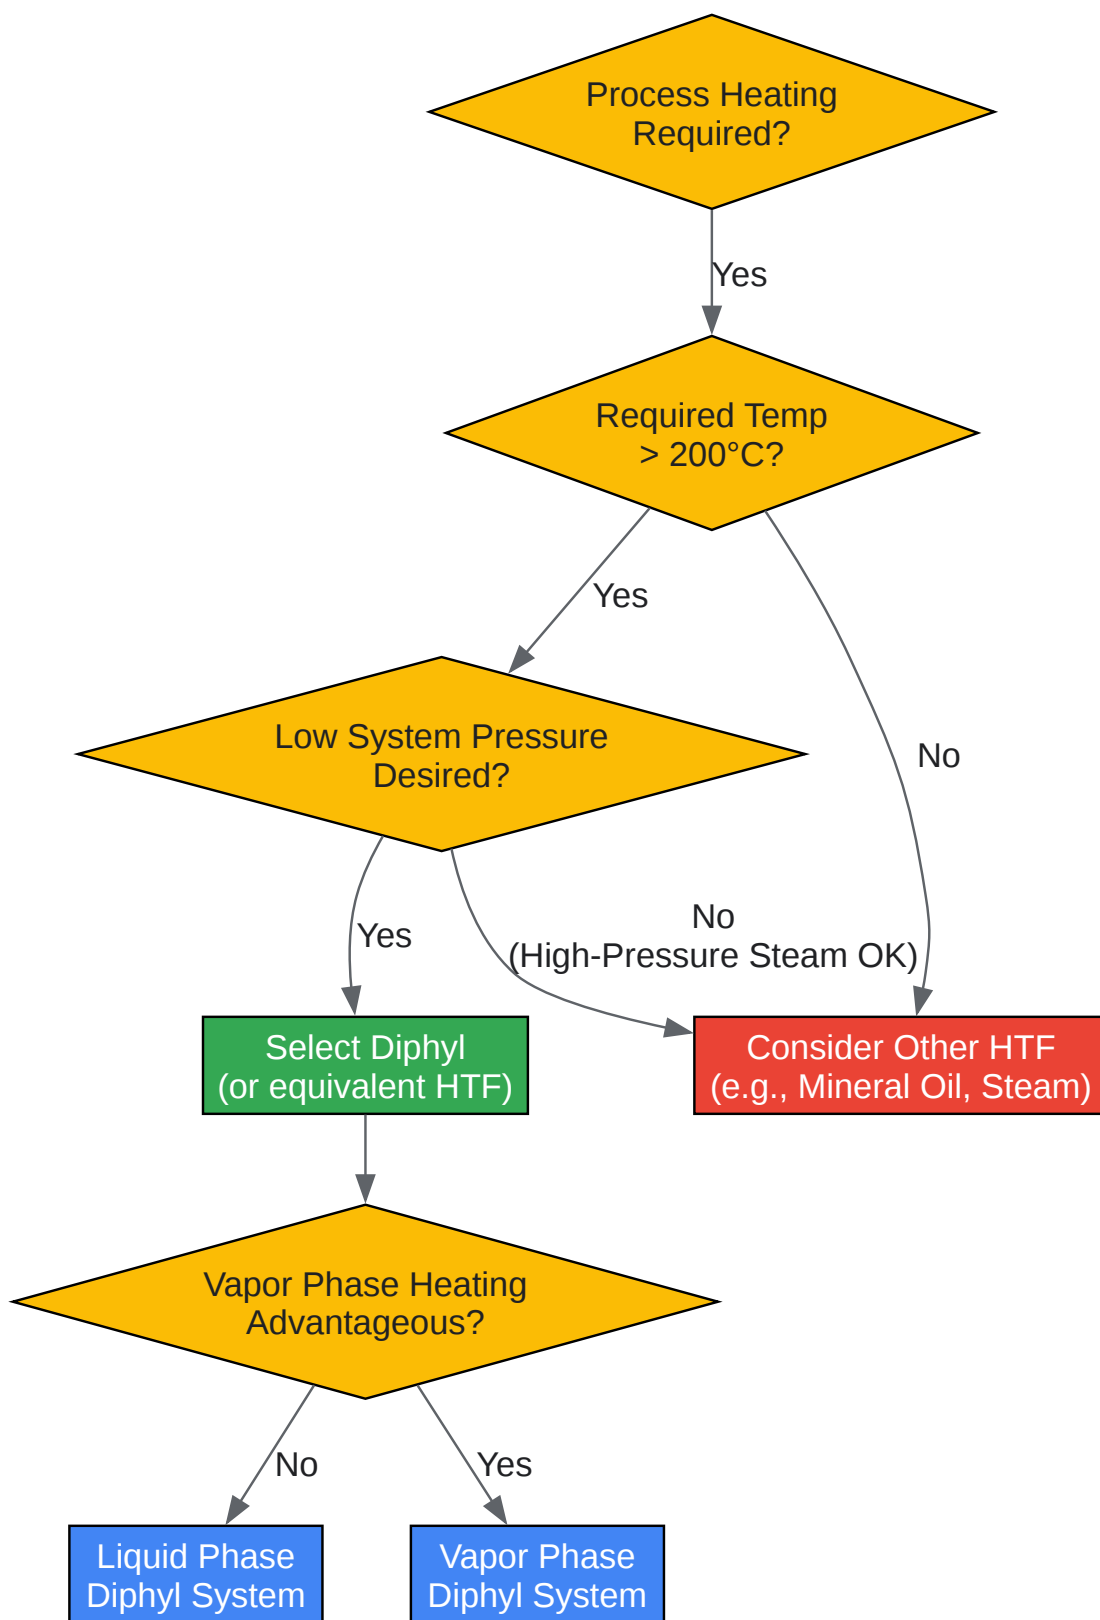 Process Heating
Required?
Yes
Required Temp
> 200°C?
Yes
No
Low System Pressure
Desired?
Yes
No
(High-Pressure Steam OK)
Select Diphyl
(or equivalent HTF)
Consider Other HTF
(e.g., Mineral Oil, Steam)
Vapor Phase Heating
Advantageous?
No
Yes
Liquid Phase
Diphyl System
Vapor Phase
Diphyl System